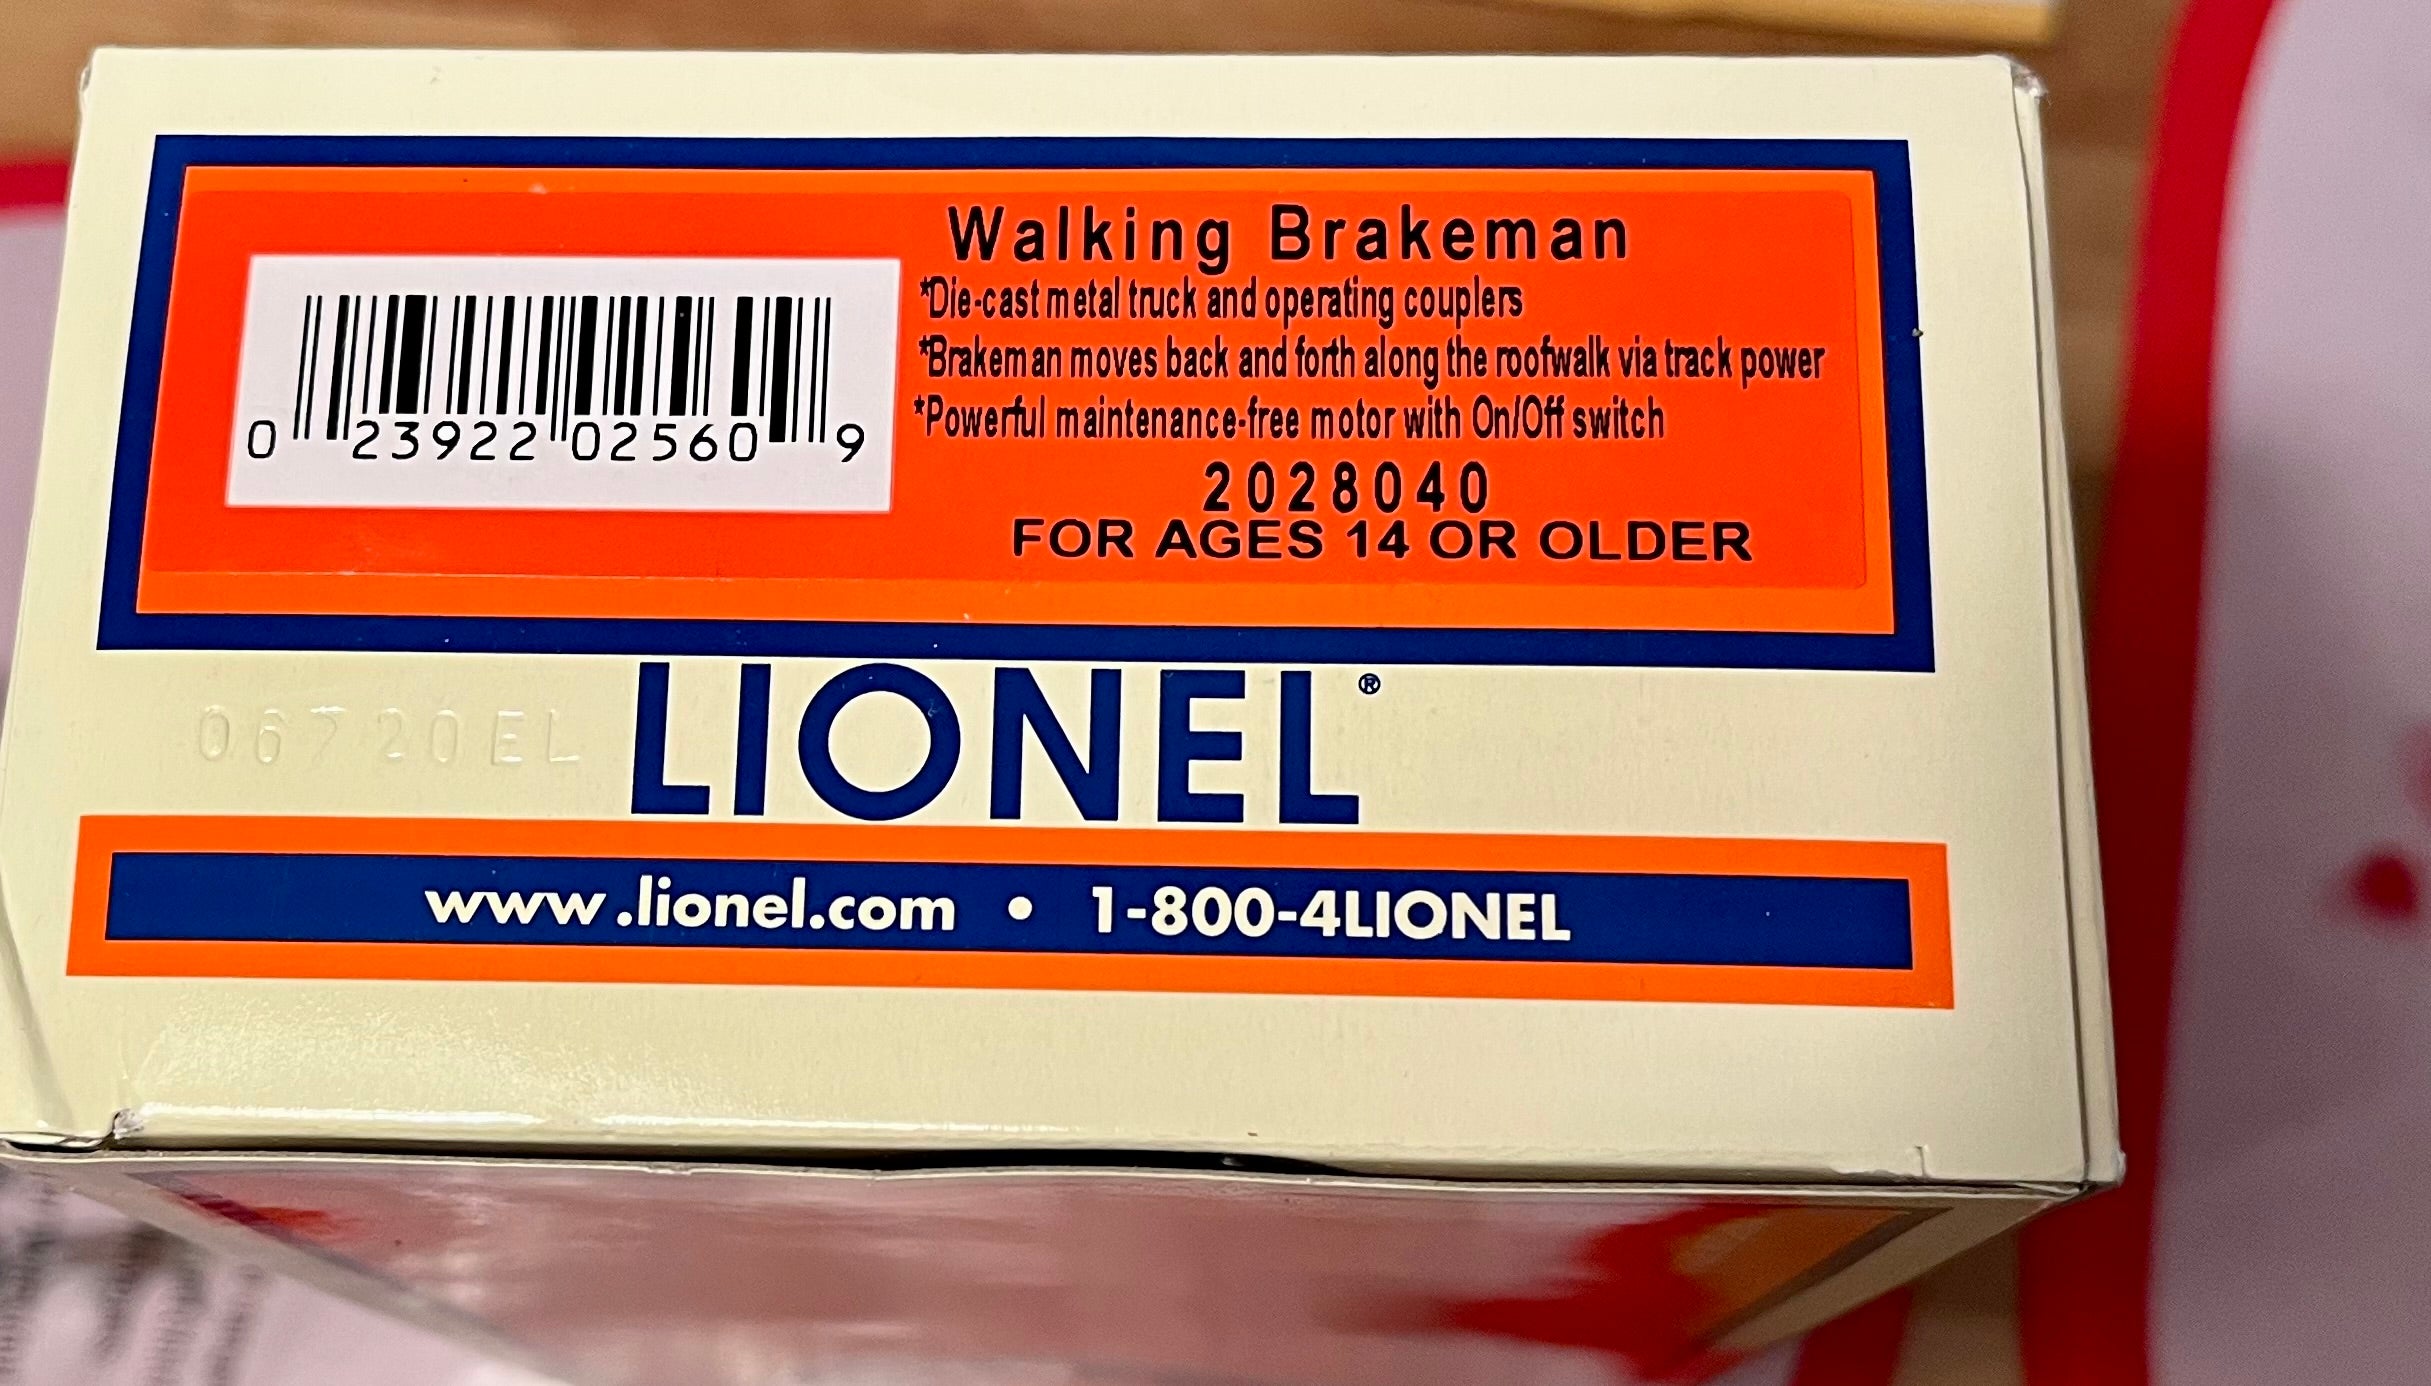 Walking Brakeman
*Die-cast metal truck and operating couplers
*Brakeman moves back and forth along the roofwalk via track power
*Powerful maintenance-free motor with On/Off switch
2028040
FOR AGES 14 OR OLDER
0 23922 02560 9
LIONEL®
www.lionel.com • 1-800-4LIONEL